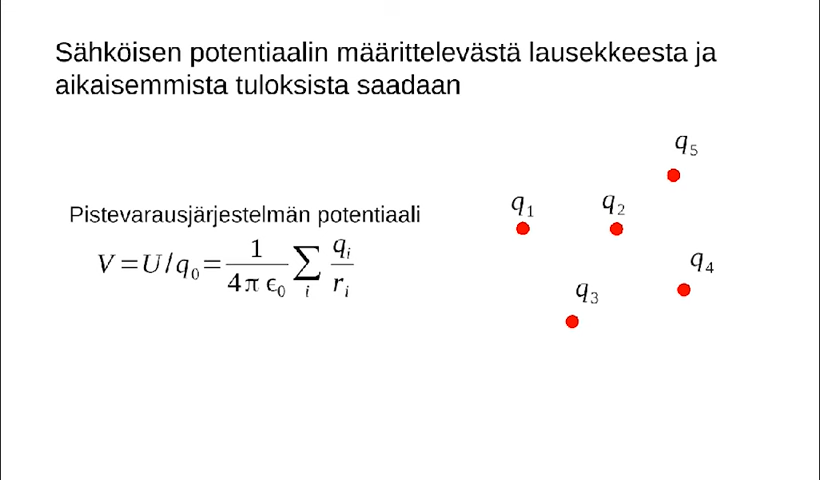 Sähköisen potentiaalin määrittelevästä lausekkeesta ja
aikaisemmista tuloksista saadaan
q₅
q₁
q₂
Pistevarausjärjestelmän potentiaali
V=U/q₀=1/(4π ϵ₀) ∑ᵢ qᵢ/rᵢ
q₄
q₃